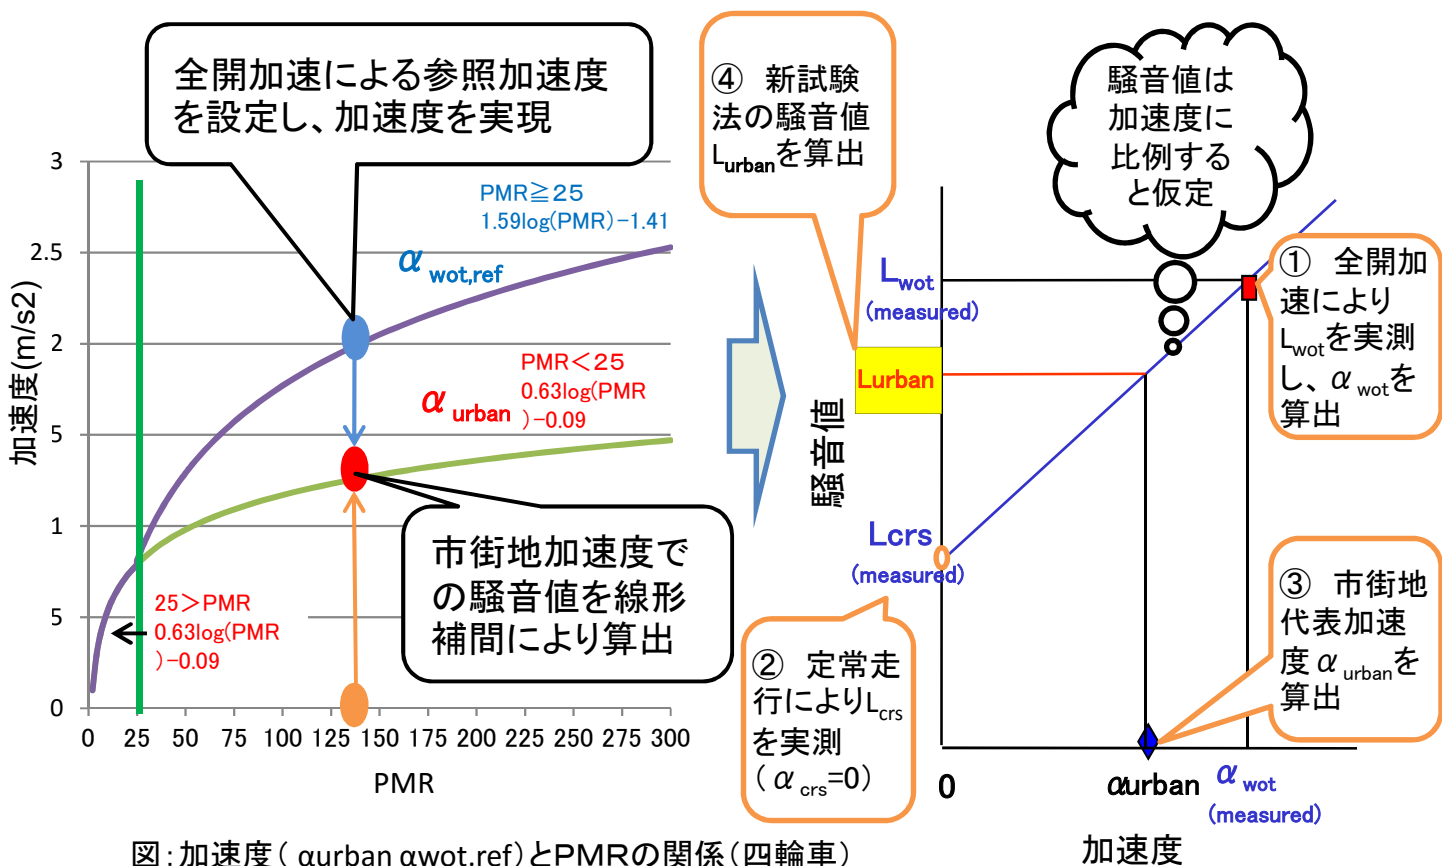 全開加速による参照加速度
を設定し、加速度を実現
④ 新試験
法の騒音値
Lurbanを算出
騒音値は
加速度に
比例する
と仮定
3
2.5
2
5
1
5
0
加速度(m/s2)
PMR≧25
1.59log(PMR)-1.41
α wot,ref
PMR<25
0.63log(PMR
)-0.09
α urban
市街地加速度で
の騒音値を線形
補間により算出
25>PMR
0.63log(PMR
)-0.09
0 25 50 75 100 125 150 175 200 225 250 275 300
PMR
騒音値
Lwot
(measured)
Lurban
Lcrs
(measured)
① 全開加
速により
Lwotを実測
し、α wotを
算出
② 定常走
行によりLcrs
を実測
(α crs=0)
③ 市街地
代表加速
度α urbanを
算出
0
αurban
α wot
(measured)
加速度
図:加速度( αurban αwot,ref)とPMRの関係(四輪車)